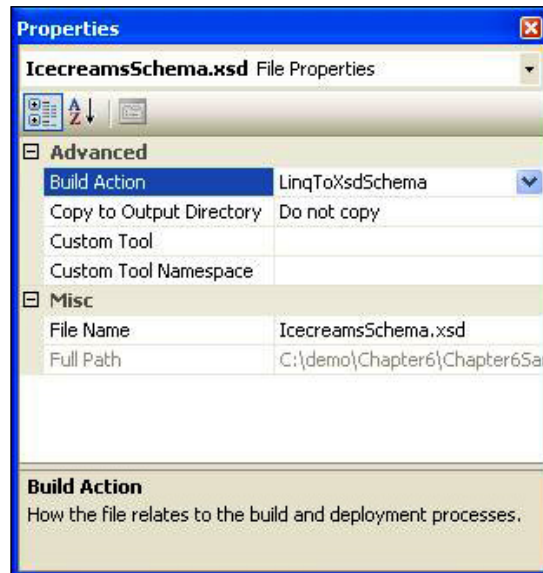 Properties
IcecreamsSchema.xsd File Properties
Advanced
Build Action LinqToXsdSchema
Copy to Output Directory Do not copy
Custom Tool
Custom Tool Namespace
Misc
File Name IcecreamsSchema.xsd
Full Path C:\demo\Chapter6\Chapter6Sa
Build Action
How the file relates to the build and deployment processes.